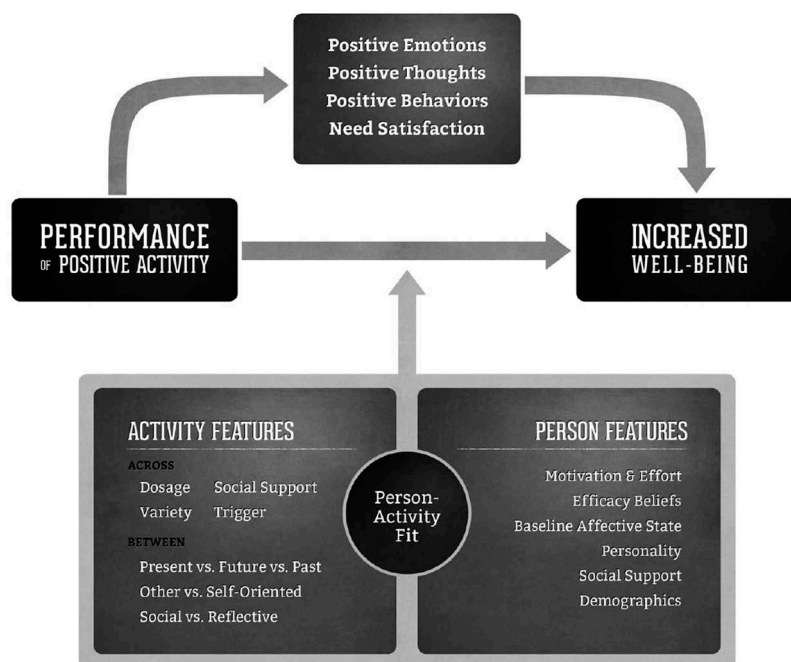 Positive Emotions
Positive Thoughts
Positive Behaviors
Need Satisfaction
PERFORMANCE
OF POSITIVE ACTIVITY
INCREASED
WELL-BEING
ACTIVITY FEATURES
ACROSS
Dosage Social Support
Variety Trigger
BETWEEN
Present vs. Future vs. Past
Other vs. Self-Oriented
Social vs. Reflective
Person-
Activity
Fit
PERSON FEATURES
Motivation & Effort
Efficacy Beliefs
Baseline Affective State
Personality
Social Support
Demographics